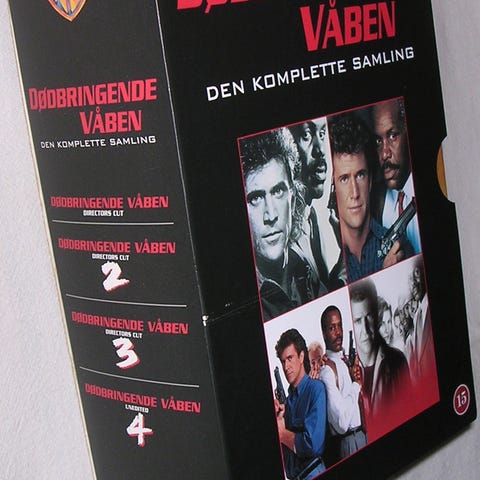 DØDBRINGENDE
VÅBEN
DEN KOMPLETTE SAMLING
DØDBRINGENDE VÅBEN
DIRECTORS CUT
DØDBRINGENDE VÅBEN
DIRECTORS CUT
2
DØDBRINGENDE VÅBEN
DIRECTORS CUT
3
DØDBRINGENDE VÅBEN
UNEDITED
4
VÅBEN
DEN KOMPLETTE SAMLING
15